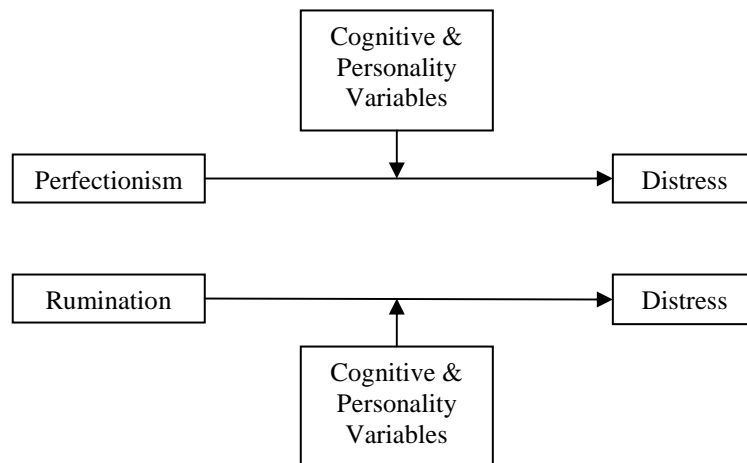 Cognitive &
Personality
Variables
Perfectionism
Distress
Rumination
Distress
Cognitive &
Personality
Variables